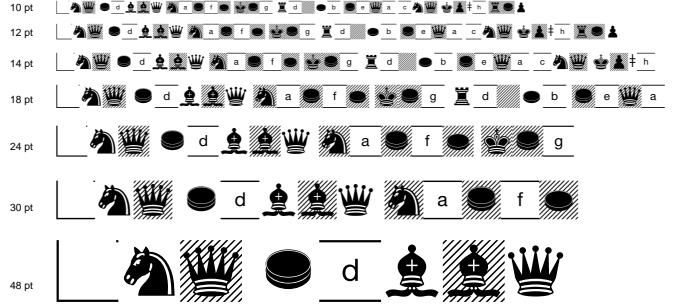 10 pt d a f g d b e a c ‡ h
12 pt d a f g d b e a c ‡ h
14 pt d a f g d b e a c ‡ h
18 pt d a f g d b e a
24 pt d a f g
30 pt d a f
48 pt d